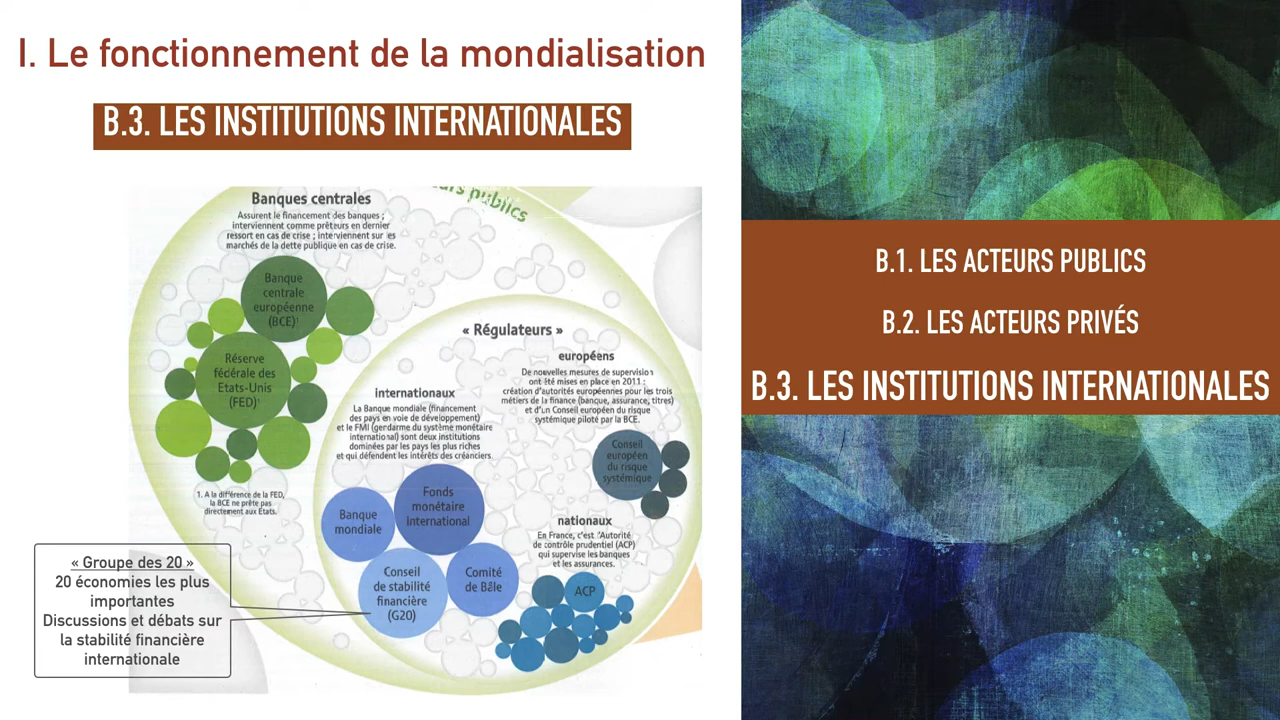 I. Le fonctionnement de la mondialisation
B.3. LES INSTITUTIONS INTERNATIONALES
urs publics
Banques centrales
Assurent le financement des banques ;
interviennent comme prêteurs en dernier
ressort en cas de crise ; interviennent sur les
marchés de la dette publique en cas de crise.
Banque
centrale
européenne
(BCE)¹
Réserve
fédérale des
Etats-Unis
(FED)¹
1. A la différence de la FED,
la BCE ne prête pas
directement aux Etats.
« Régulateurs »
internationaux
La Banque mondiale (financement
des pays en voie de développement)
et le FMI (gerdarme du système monétaire
international) sont deux institutions
dominées par les pays les plus riches
et qui défendent les intérêts des créanciers.
européens
De nouvelles mesures de supervision
ont été mises en place en 2011 :
création d'autorités européennes pour les trois
métiers de la finance (banque, assurance, titres)
et d'un Conseil européen du risque
systémique piloté par la BCE.
Conseil
européen
du risque
systémique
Banque
mondiale
Fonds
monétaire
international
Conseil
de stabilité
financière
(G20)
Comité
de Bâle
nationaux
En France, c'est l'Autorité
de contrôle prudentiel (ACP)
qui supervise les banques
et les assurances.
ACP
« Groupe des 20 »
20 économies les plus
importantes
Discussions et débats sur
la stabilité financière
internationale
B.1. LES ACTEURS PUBLICS
B.2. LES ACTEURS PRIVÉS
B.3. LES INSTITUTIONS INTERNATIONALES